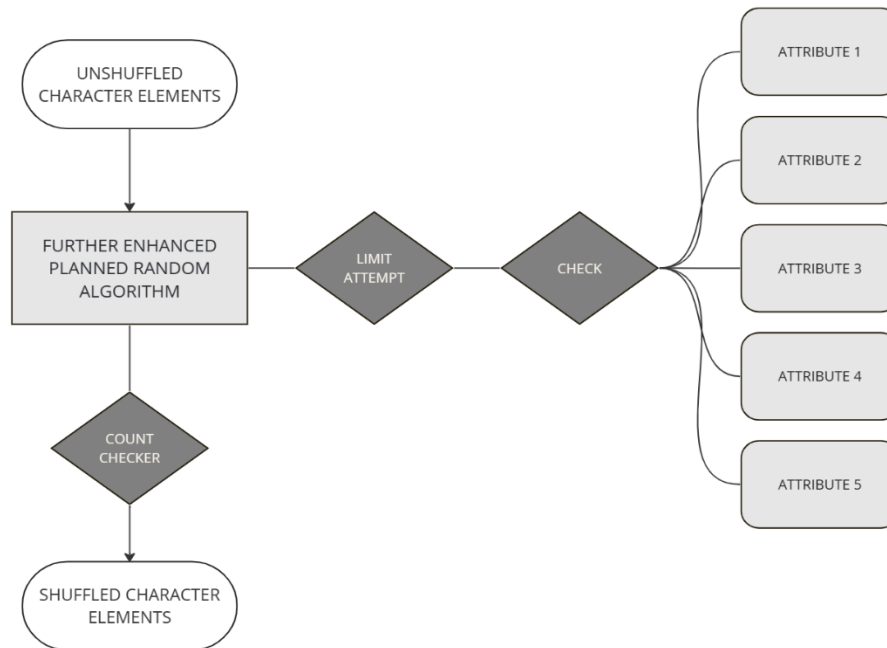 UNSHUFFLED
CHARACTER ELEMENTS
FURTHER ENHANCED
PLANNED RANDOM
ALGORITHM
LIMIT
ATTEMPT
CHECK
ATTRIBUTE 1
ATTRIBUTE 2
ATTRIBUTE 3
ATTRIBUTE 4
ATTRIBUTE 5
COUNT
CHECKER
SHUFFLED CHARACTER
ELEMENTS